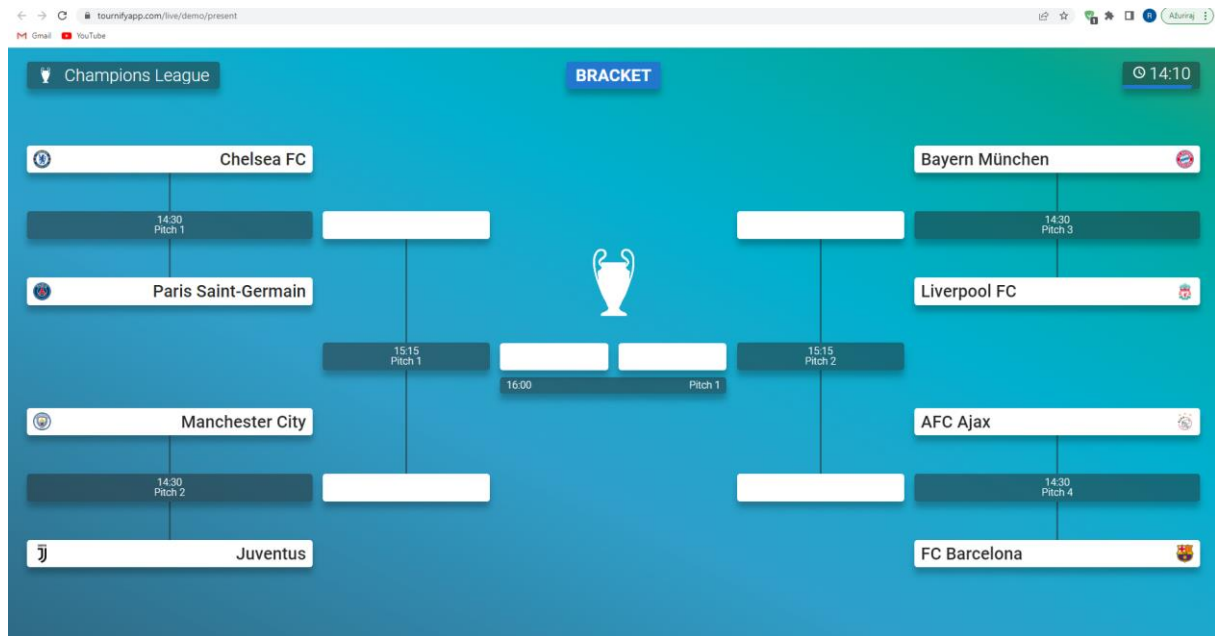 tournifyapp.com/live/demo/present
Ažuriraj
Gmail YouTube
Champions League
BRACKET
14:10
Chelsea FC
14:30
Pitch 1
Paris Saint-Germain
15:15
Pitch 1
Manchester City
14:30
Pitch 2
Juventus
16:00 Pitch 1
Bayern München
14:30
Pitch 3
Liverpool FC
15:15
Pitch 2
AFC Ajax
14:30
Pitch 4
FC Barcelona